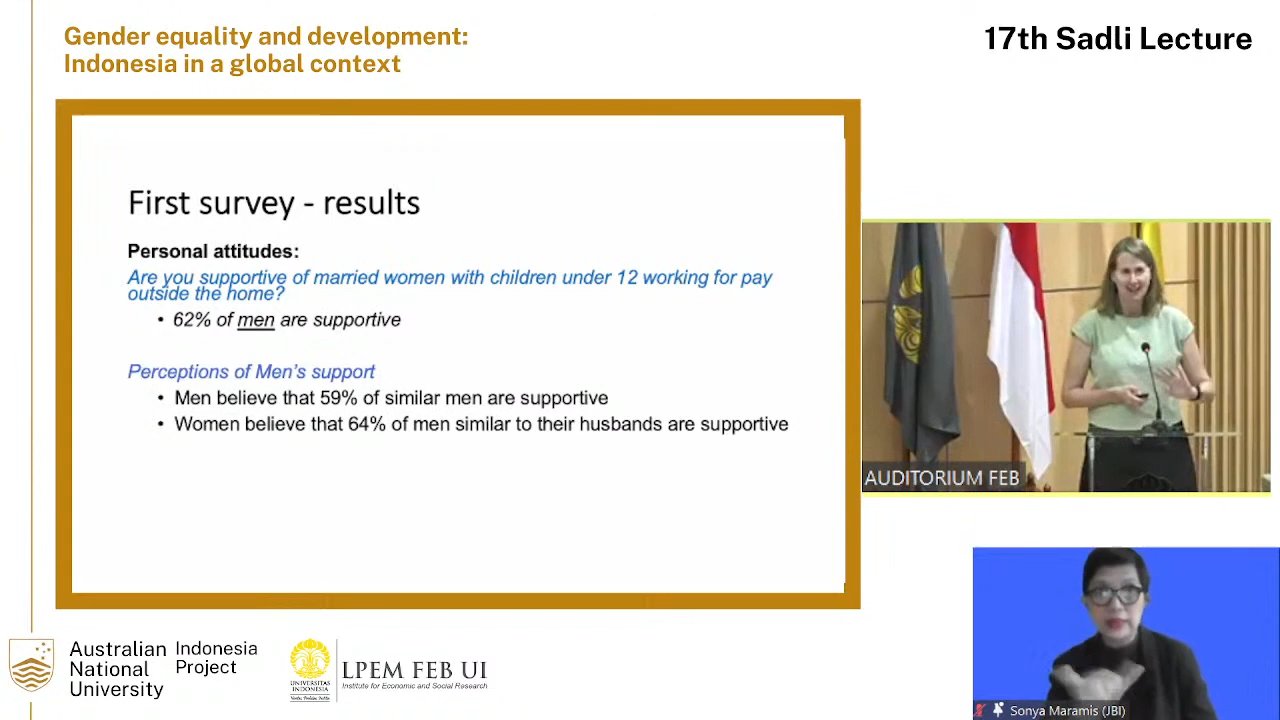 Gender equality and development:
Indonesia in a global context
17th Sadli Lecture
First survey - results
Personal attitudes:
Are you supportive of married women with children under 12 working for pay
outside the home?
• 62% of men are supportive
Perceptions of Men's support
• Men believe that 59% of similar men are supportive
• Women believe that 64% of men similar to their husbands are supportive
AUDITORIUM FEB
Australian
National
University
Indonesia
Project
UNIVERSITAS
INDONESIA
LPEM FEB UI
Institute for Economic and Social Research
Sonya Maramis (JBI)